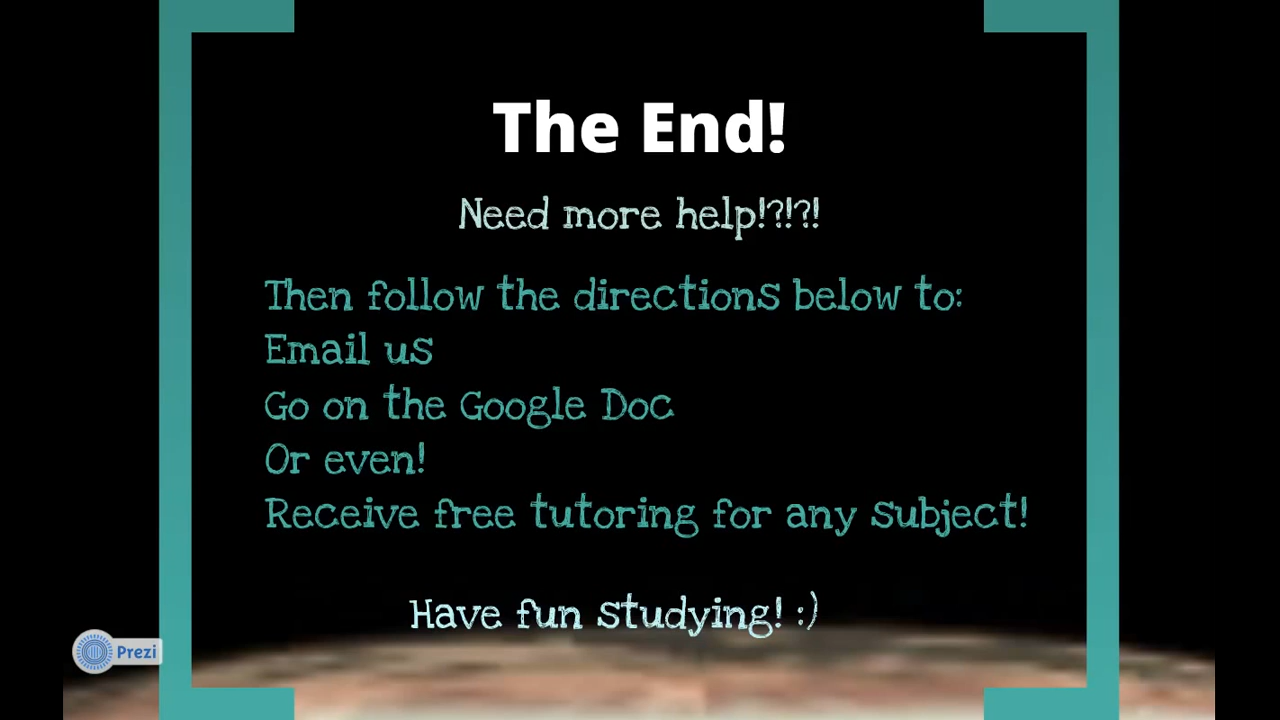 The End!
Need more help!?!?!
Then follow the directions below to:
Email us
Go on the Google Doc
Or even!
Receive free tutoring for any subject!
Have fun studying! :)
Prezi